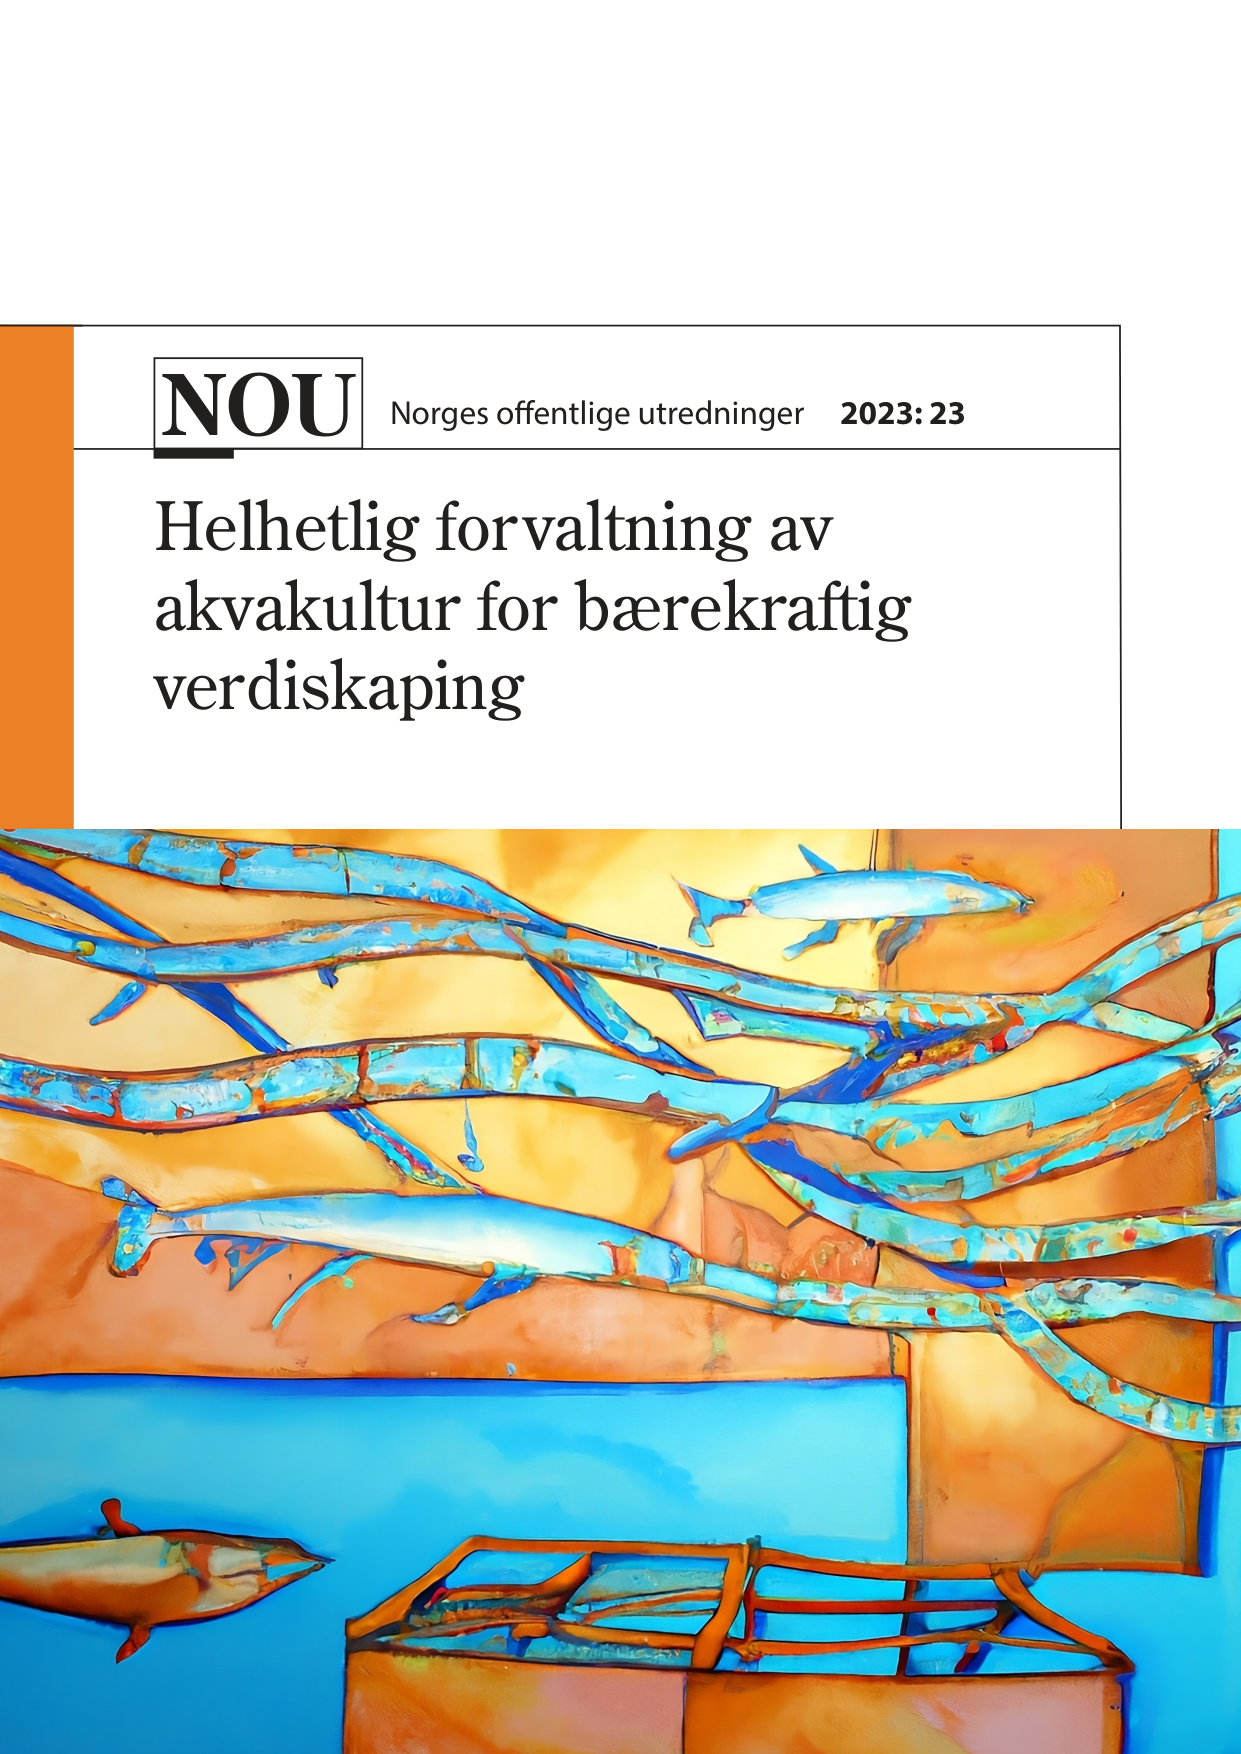 NOU Norges offentlige utredninger 2023: 23
Helhetlig forvaltning av
akvakultur for bærekraftig
verdiskaping